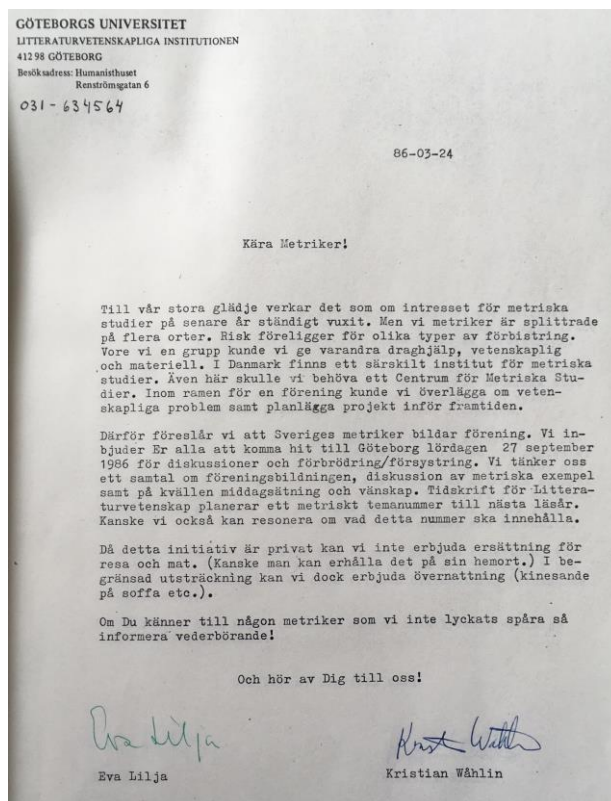 GÖTEBORGS UNIVERSITET
LITTERATURVETENSKAPLIGA INSTITUTIONEN
412 98 GÖTEBORG
Besöksadress: Humanisthuset
Renströmsgatan 6
031-634564
86-03-24
Kära Metriker!
Till vår stora glädje verkar det som om intresset för metriska
studier på senare år ständigt vuxit. Men vi metriker är splittrade
på flera orter. Risk föreligger för olika typer av förbistring.
Vore vi en grupp kunde vi ge varandra draghjälp, vetenskaplig
och materiell. I Danmark finns ett särskilt institut för metriska
studier. Även här skulle vi behöva ett Centrum för Metriska Stu-
dier. Inom ramen för en förening kunde vi överlägga om veten-
skapliga problem samt planlägga projekt inför framtiden.
Därför föreslår vi att Sveriges metriker bildar förening. Vi in-
bjuder Er alla att komma hit till Göteborg lördagen 27 september
1986 för diskussioner och förbrödring/försystring. Vi tänker oss
ett samtal om föreningsbildningen, diskussion av metriska exempel
samt på kvällen middagsätning och vänskap. Tidskrift för Littera-
turvetenskap planerar ett metriskt temanummer till nästa läsår.
Kanske vi också kan resonera om vad detta nummer ska innehålla.
Då detta initiativ är privat kan vi inte erbjuda ersättning för
resa och mat. (Kanske man kan erhålla det på sin hemort.) I be-
gränsad utsträckning kan vi dock erbjuda övernattning (kinesande
på soffa etc.).
Om Du känner till någon metriker som vi inte lyckats spåra så
informera vederbörande!
Och hör av Dig till oss!
Eva Lilja
Krist Wåhlin
Eva Lilja
Kristian Wåhlin